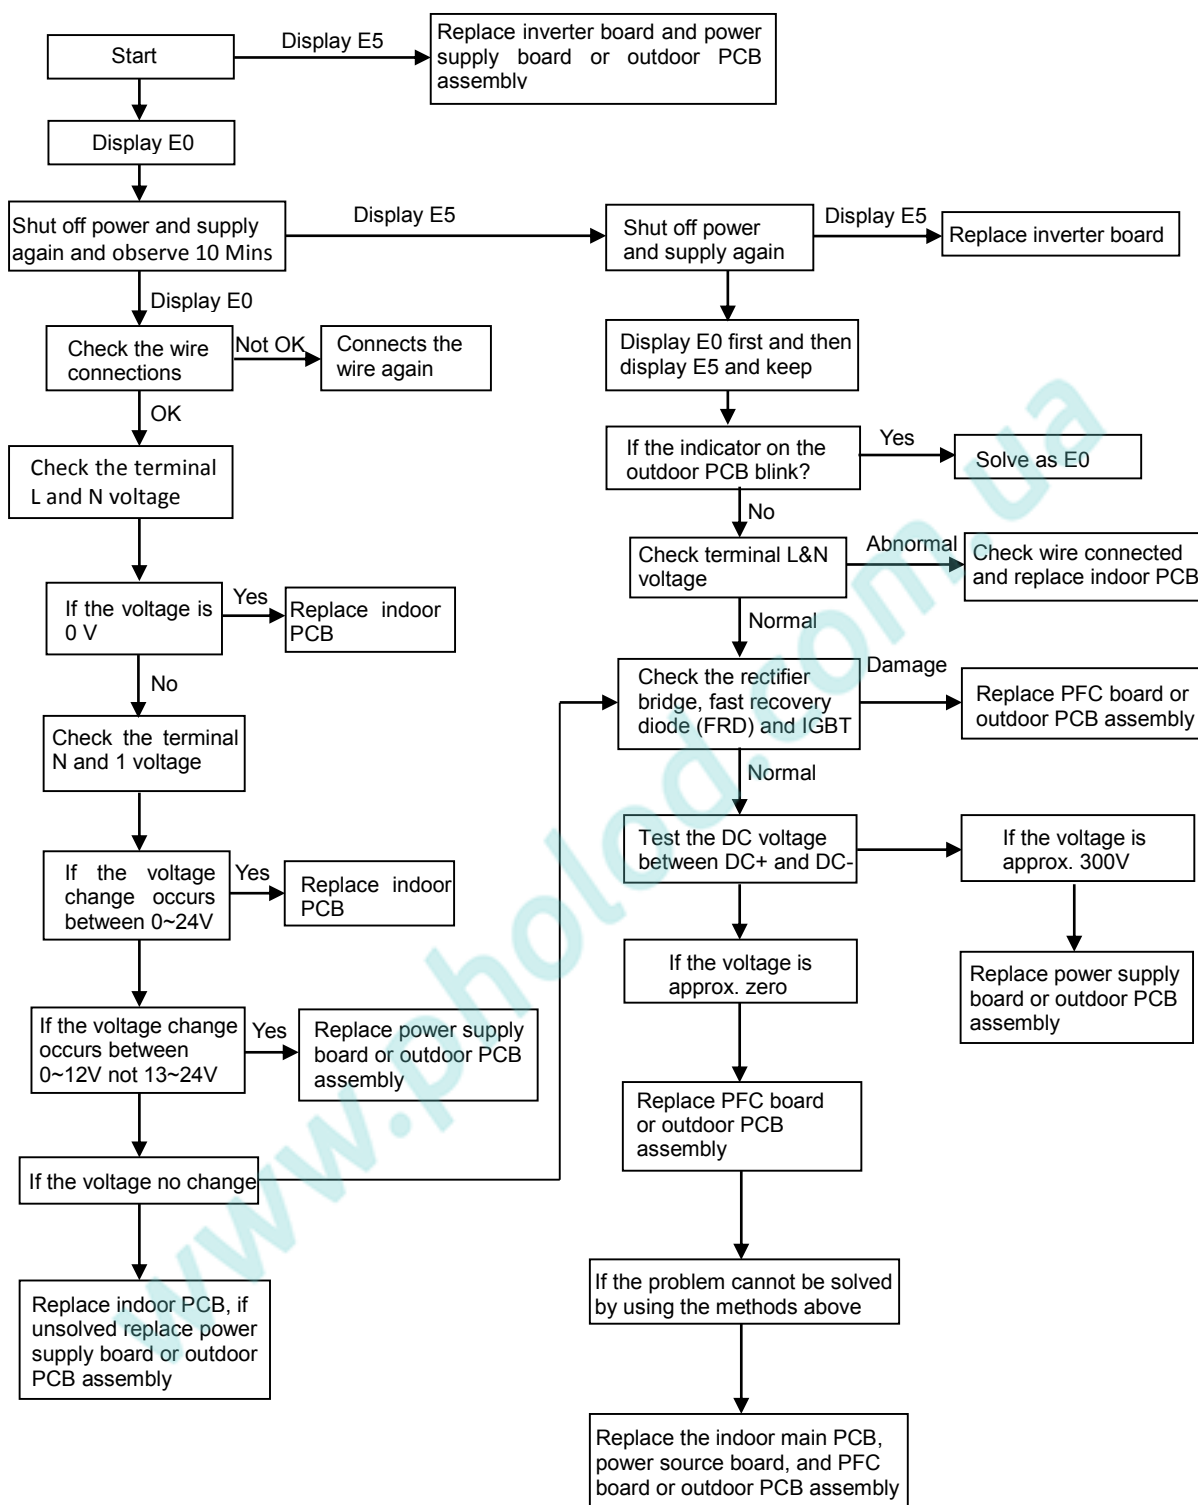 Start
Display E5
Replace inverter board and power
supply board or outdoor PCB
assembly
Display E0
Shut off power and supply
again and observe 10 Mins
Display E5
Shut off power
and supply again
Display E5
Replace inverter board
Display E0
Check the wire
connections
Not OK
Connects the
wire again
OK
Check the terminal
L and N voltage
If the voltage is
0 V
Yes
Replace indoor
PCB
No
Check the terminal
N and 1 voltage
If the voltage
change occurs
between 0~24V
Yes
Replace indoor
PCB
If the voltage change
occurs between
0~12V not 13~24V
Yes
Replace power supply
board or outdoor PCB
assembly
If the voltage no change
Replace indoor PCB, if
unsolved replace power
supply board or outdoor
PCB assembly
Display E0 first and then
display E5 and keep
If the indicator on the
outdoor PCB blink?
Yes
Solve as E0
No
Check terminal L&N
voltage
Abnormal
Check wire connected
and replace indoor PCB
Normal
Check the rectifier
bridge, fast recovery
diode (FRD) and IGBT
Damage
Replace PFC board or
outdoor PCB assembly
Normal
Test the DC voltage
between DC+ and DC-
If the voltage is
approx. 300V
Replace power supply
board or outdoor PCB
assembly
If the voltage is
approx. zero
Replace PFC board
or outdoor PCB
assembly
If the problem cannot be solved
by using the methods above
Replace the indoor main PCB,
power source board, and PFC
board or outdoor PCB assembly
www.pholod.com.ua